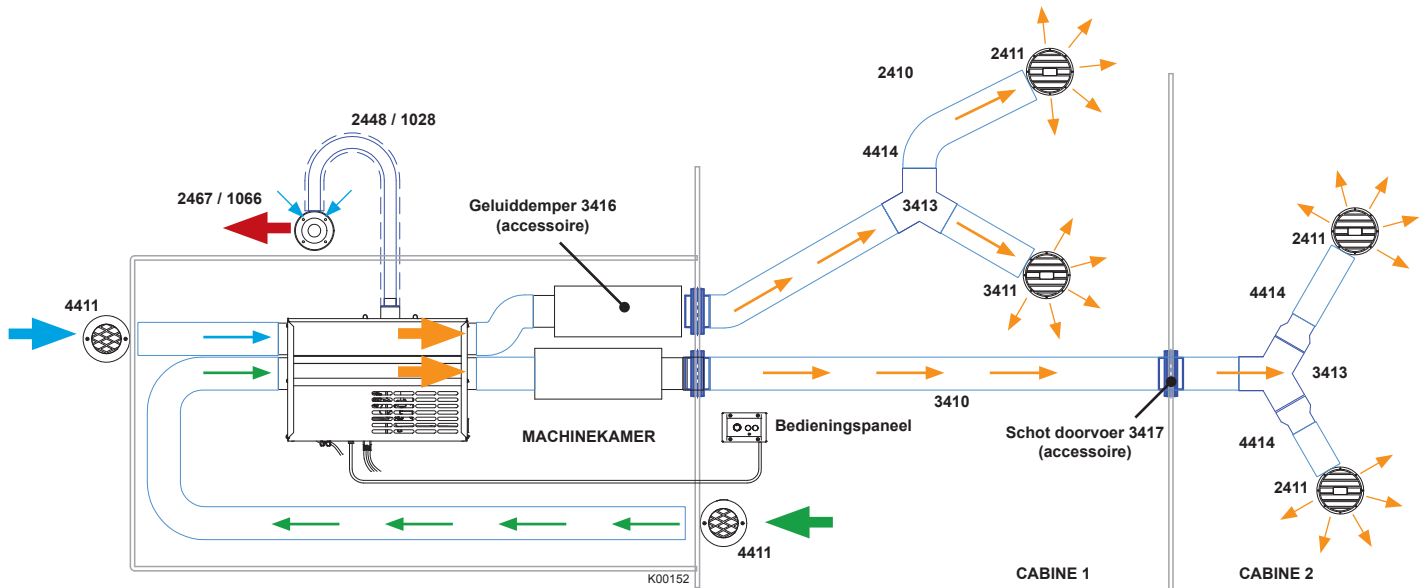 2411
2410
2448 / 1028
4414
2467 / 1066
Geluiddemper 3416
(accessoire)
3413
2411
3411
4411
4414
3413
3410
Bedieningspaneel
MACHINEKAMER
Schot doorvoer 3417
(accessoire)
4414
2411
4411
K00152
CABINE 1
CABINE 2